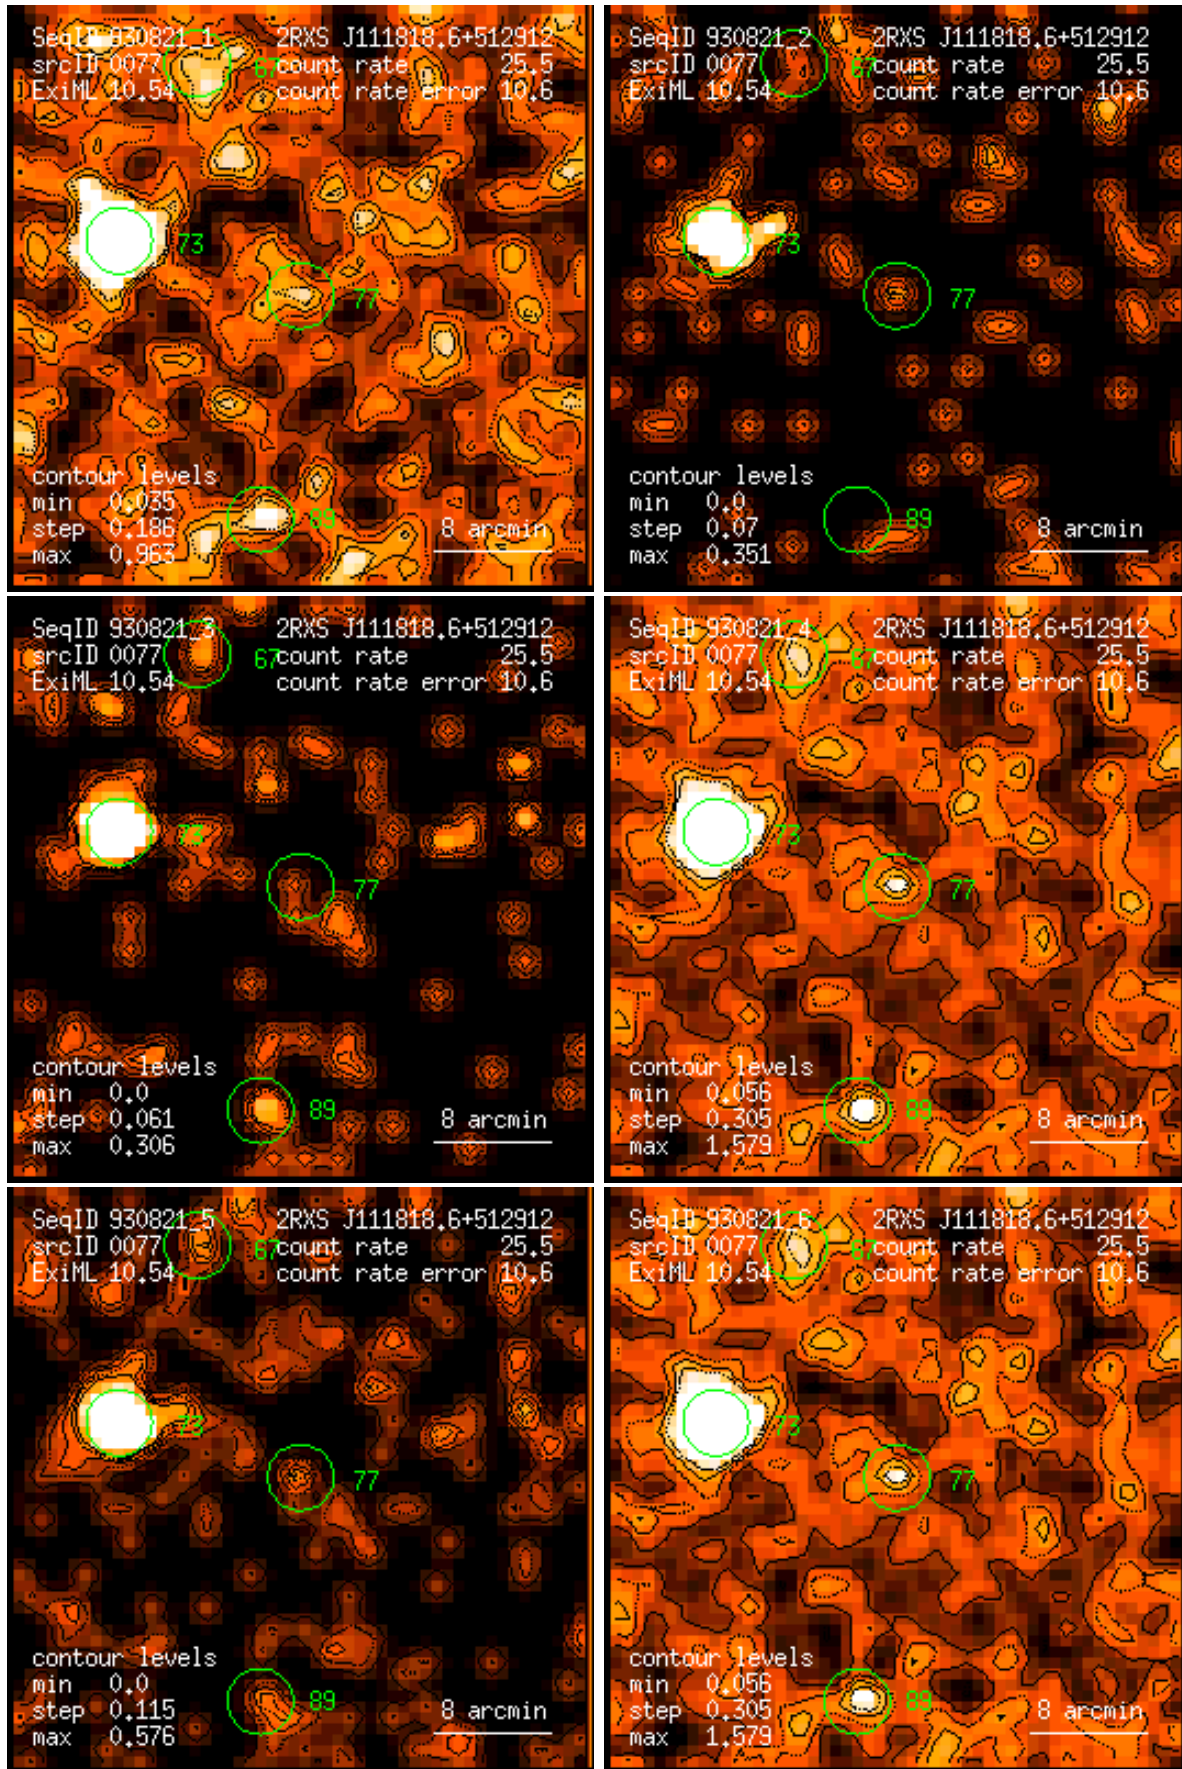 SeqID 930821_1 2RXS J111818.6+512912
srcID 0077 67 count rate 25.5
ExiML 10.54 count rate error 10.6
73
77
contour levels
min 0.035
step 0.186 89 8 arcmin
max 0.963
SeqID 930821_2 2RXS J111818.6+512912
srcID 0077 67 count rate 25.5
ExiML 10.54 count rate error 10.6
73
77
contour levels
min 0.0
step 0.07 89 8 arcmin
max 0.351
SeqID 930821_3 2RXS J111818.6+512912
srcID 0077 67 count rate 25.5
ExiML 10.54 count rate error 10.6
73
77
contour levels
min 0.0
step 0.061 89 8 arcmin
max 0.306
SeqID 930821_4 2RXS J111818.6+512912
srcID 0077 67 count rate 25.5
ExiML 10.54 count rate error 10.6
73
77
contour levels
min 0.056
step 0.305 89 8 arcmin
max 1.579
SeqID 930821_5 2RXS J111818.6+512912
srcID 0077 67 count rate 25.5
ExiML 10.54 count rate error 10.6
73
77
contour levels
min 0.0
step 0.115 89 8 arcmin
max 0.576
SeqID 930821_6 2RXS J111818.6+512912
srcID 0077 67 count rate 25.5
ExiML 10.54 count rate error 10.6
73
77
contour levels
min 0.056
step 0.305 89 8 arcmin
max 1.579